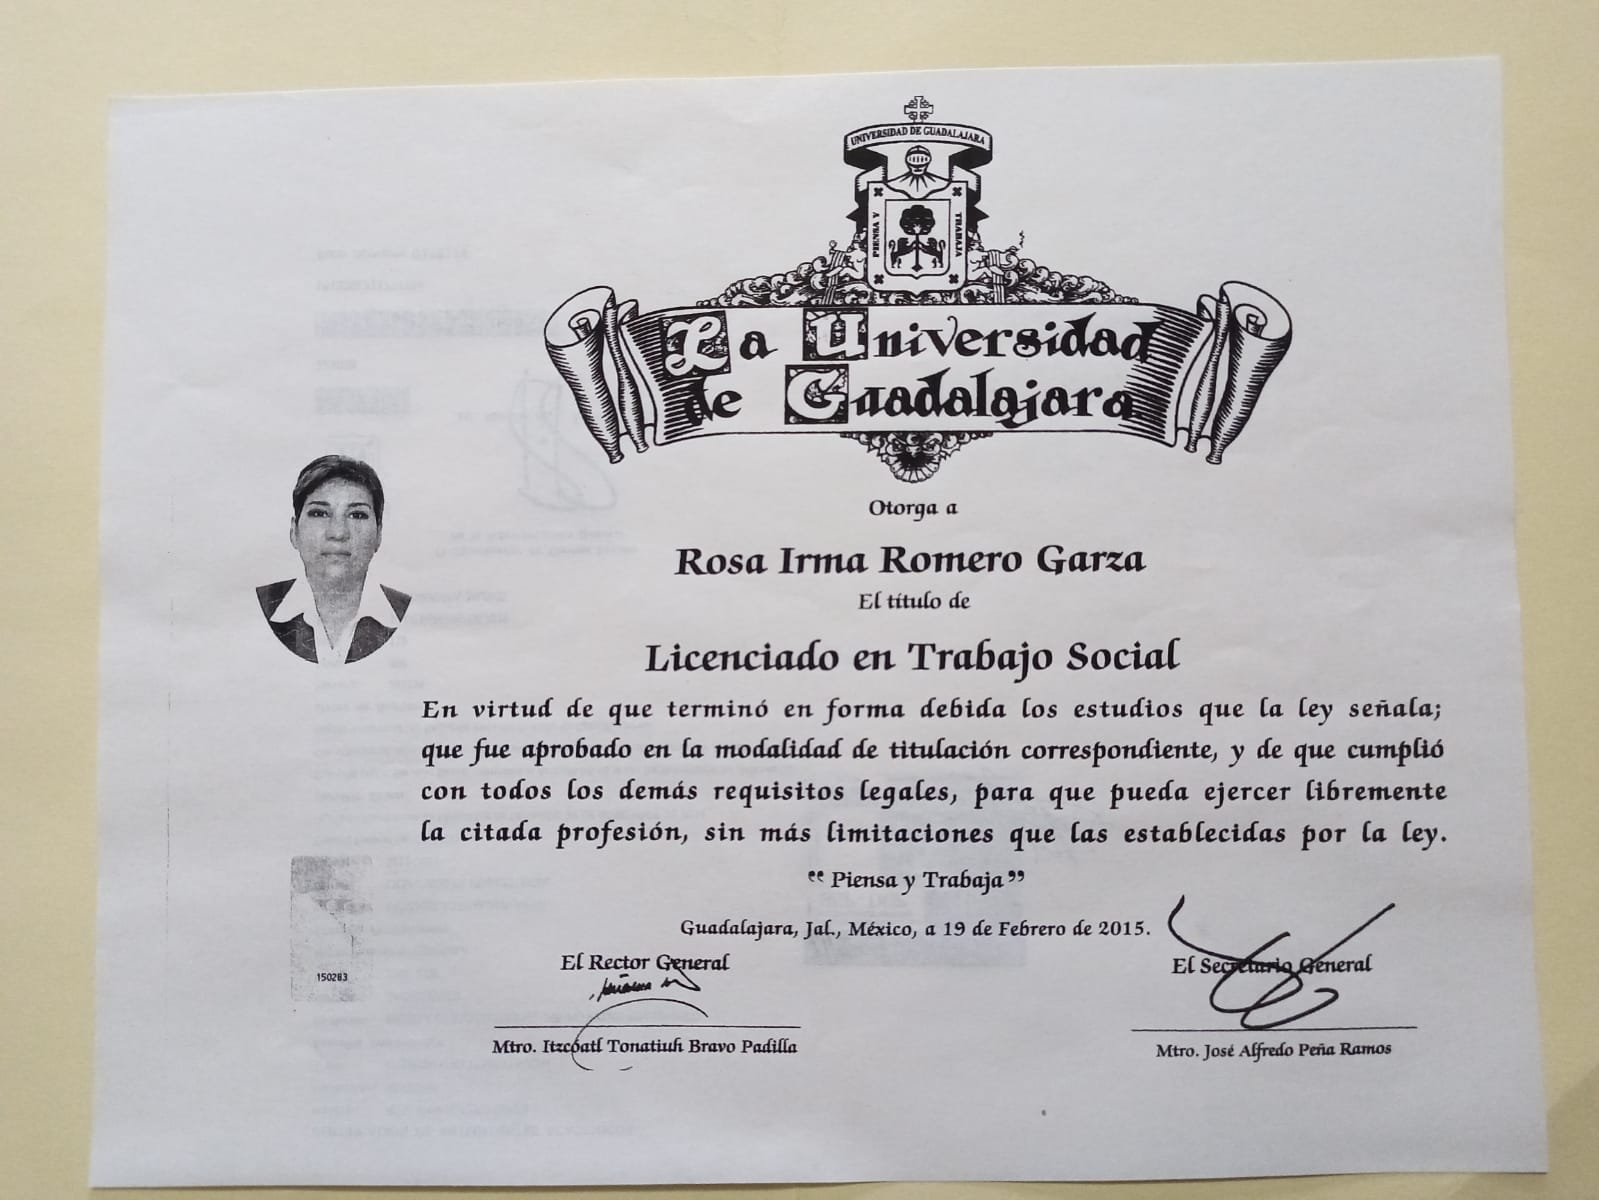 UNIVERSIDAD DE GUADALAJARA
PIENSA Y
TRABAJA
La Universidad
de Guadalajara
Otorga a
Rosa Irma Romero Garza
El título de
Licenciado en Trabajo Social
En virtud de que terminó en forma debida los estudios que la ley señala;
que fue aprobado en la modalidad de titulación correspondiente, y de que cumplió
con todos los demás requisitos legales, para que pueda ejercer libremente
la citada profesión, sin más limitaciones que las establecidas por la ley.
“ Piensa y Trabaja ”
Guadalajara, Jal., México, a 19 de Febrero de 2015.
El Rector General
El Secretario General
150283
Mtro. Itzcóatl Tonatiuh Bravo Padilla
Mtro. José Alfredo Peña Ramos